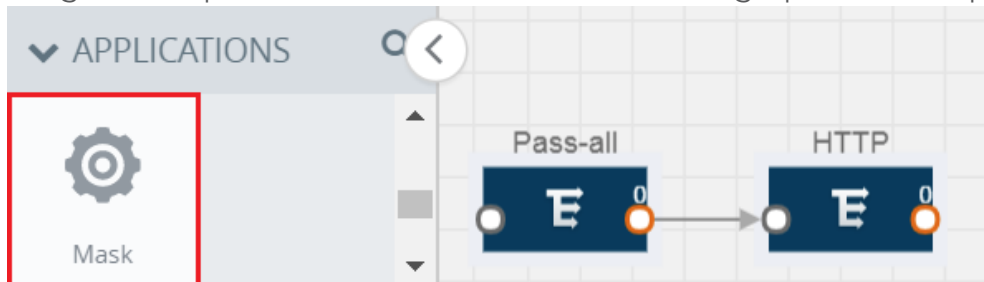 APPLICATIONS
Mask
Pass-all
0
HTTP
0